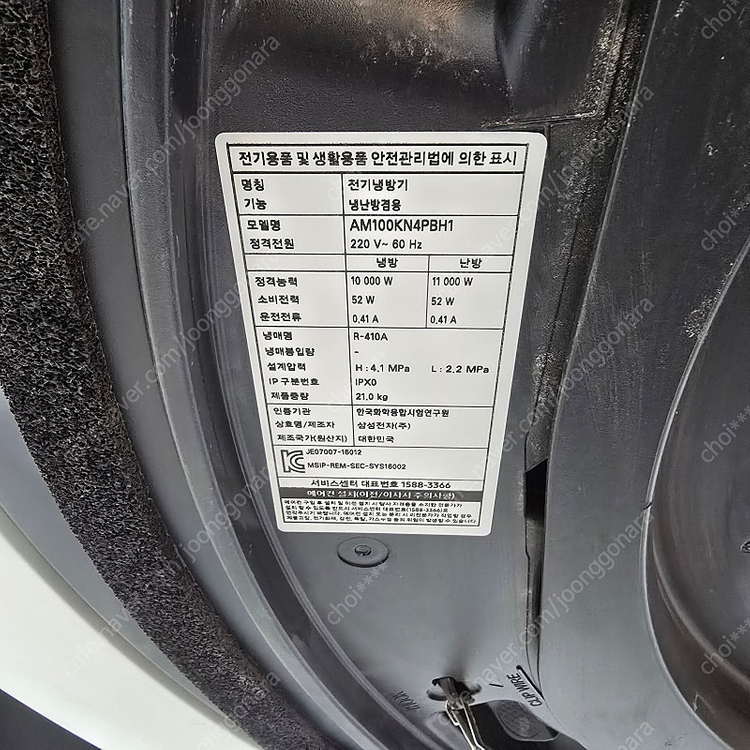 전기용품 및 생활용품 안전관리법에 의한 표시
명칭 전기냉방기
기능 냉난방겸용
모델명 AM100KN4PBH1
정격전원 220 V~ 60 Hz
냉방 난방
정격능력 10 000 W 11 000 W
소비전력 52 W 52 W
운전전류 0.41 A 0.41 A
냉매명 R-410A
냉매봉입량 -
설계압력 H : 4.1 MPa L : 2.2 MPa
IP 구분번호 IPX0
제품중량 21.0 kg
인증기관 한국화학융합시험연구원
상호명/제조자 삼성전자(주)
제조국가(원산지) 대한민국
JE07007-16012
MSIP-REM-SEC-SYS16002
서비스센터 대표번호 1588-3366
에어컨 설치(이전/이사시 주의사항)
CLIP WIRE
cafe.naver.com/joonggonara
choi****